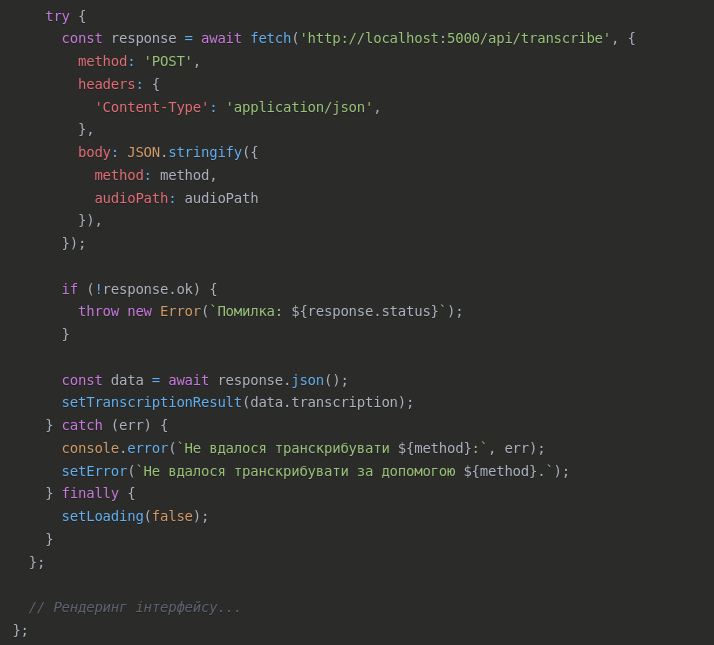 try {
      const response = await fetch('http://localhost:5000/api/transcribe', {
        method: 'POST',
        headers: {
          'Content-Type': 'application/json',
        },
        body: JSON.stringify({
          method: method,
          audioPath: audioPath
        }),
      });

      if (!response.ok) {
        throw new Error(`Помилка: ${response.status}`);
      }

      const data = await response.json();
      setTranscriptionResult(data.transcription);
    } catch (err) {
      console.error(`Не вдалося транскрибувати ${method}:`, err);
      setError(`Не вдалося транскрибувати за допомогою ${method}.`);
    } finally {
      setLoading(false);
    }
  };

  // Рендеринг інтерфейсу...
};